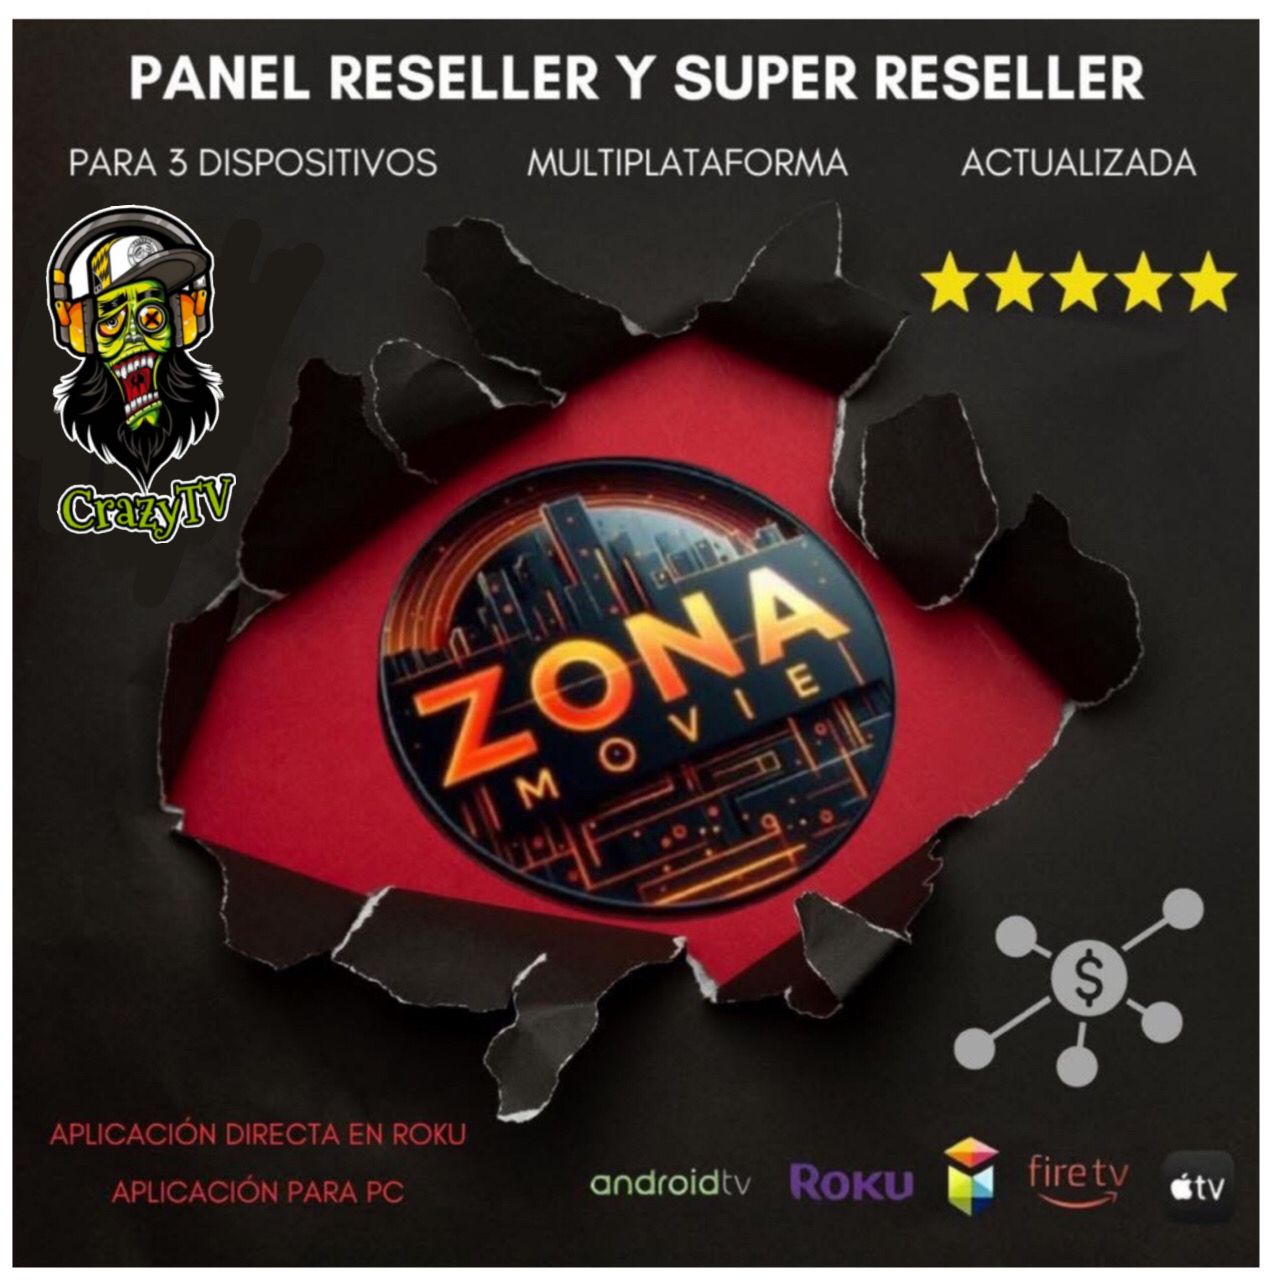 PANEL RESELLER Y SUPER RESELLER
PARA 3 DISPOSITIVOS MULTIPLATAFORMA ACTUALIZADA
CrazyTV
ZONA
MOVIE
$
APLICACIÓN DIRECTA EN ROKU
APLICACIÓN PARA PC
androidtv ROKU fire tv tv